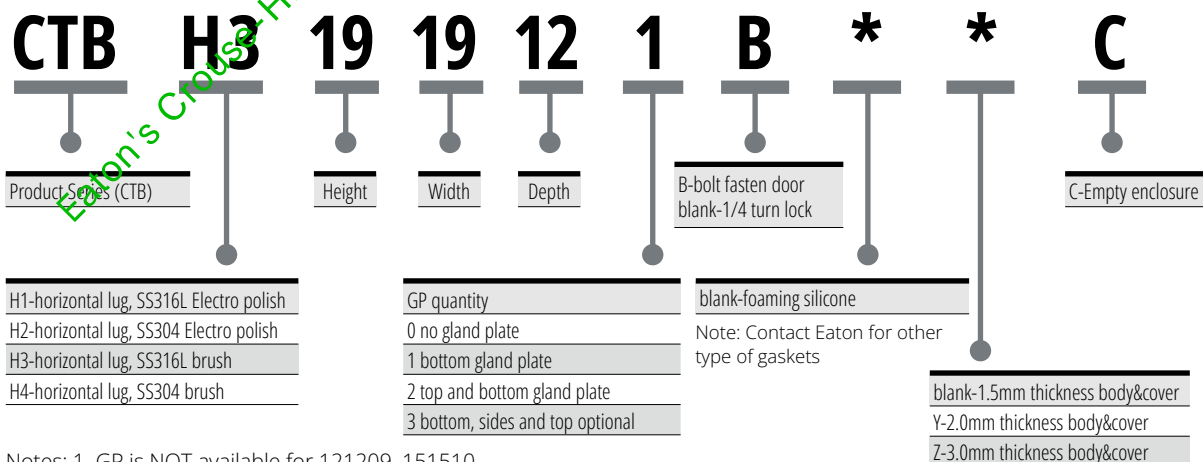 CTB H3 19 19 12 1 B * * C
Eaton's Crouse-H
Product Series (CTB)
Height
Width
Depth
B-bolt fasten door
blank-1/4 turn lock
C-Empty enclosure
H1-horizontal lug, SS316L Electro polish
H2-horizontal lug, SS304 Electro polish
H3-horizontal lug, SS316L brush
H4-horizontal lug, SS304 brush
GP quantity
0 no gland plate
1 bottom gland plate
2 top and bottom gland plate
3 bottom, sides and top optional
blank-foaming silicone
Note: Contact Eaton for other
type of gaskets
blank-1.5mm thickness body&cover
Y-2.0mm thickness body&cover
Z-3.0mm thickness body&cover
Notes: 1. GP is NOT available for 121209, 151510